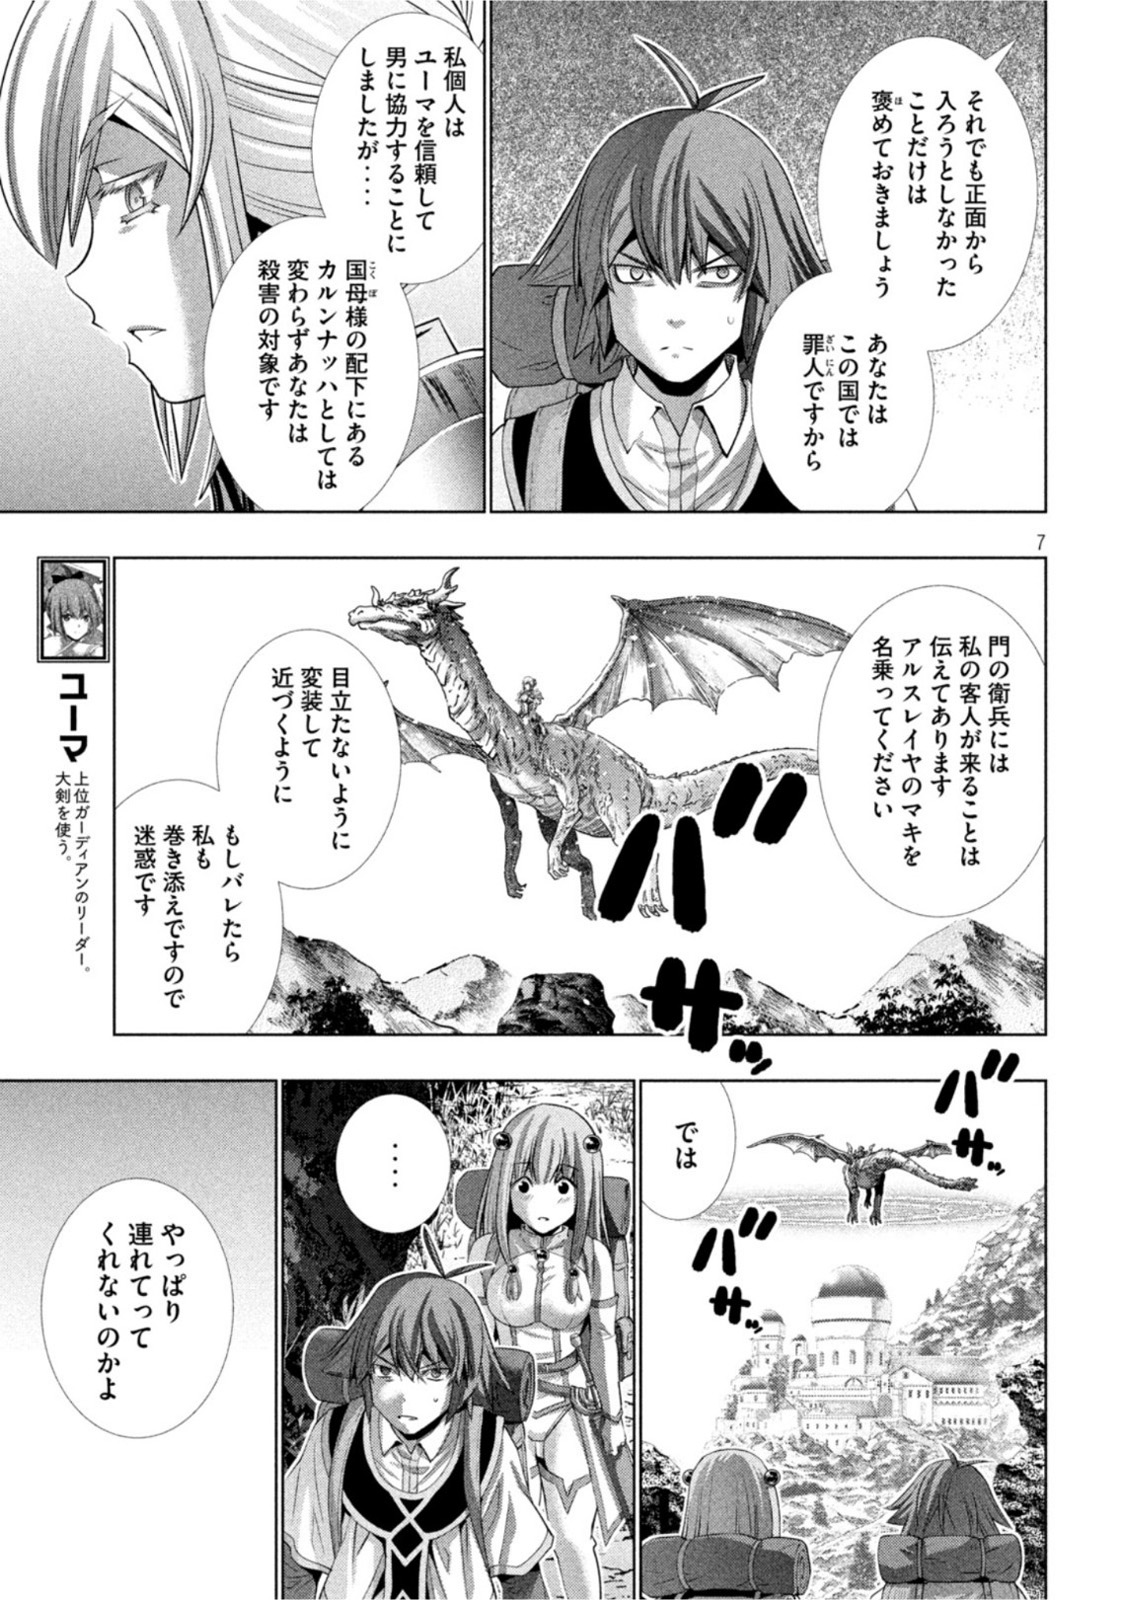 それでも正面から
入ろうとしなかった
ことだけは
褒めておきましょう
ほ
あなたは
この国では
罪人ですから
ざいにん
私個人は
ユーマを信頼して
男に協力することに
しましたが‥‥
国母様の配下にある
こくぼ
カルンナッハとしては
変わらずあなたは
殺害の対象です
7
門の衛兵には
私の客人が来ることは
伝えてあります
アルスレイヤのマキを
名乗ってください
目立たないように
変装して
近づくように
もしバレたら
私も
巻き添えですので
迷惑です
バサバサ
ユーマ
上位ガーディアンのリーダー。
大剣を使う。
では
バサ
バサ
‥‥
やっぱり
連れてって
くれないのかよ